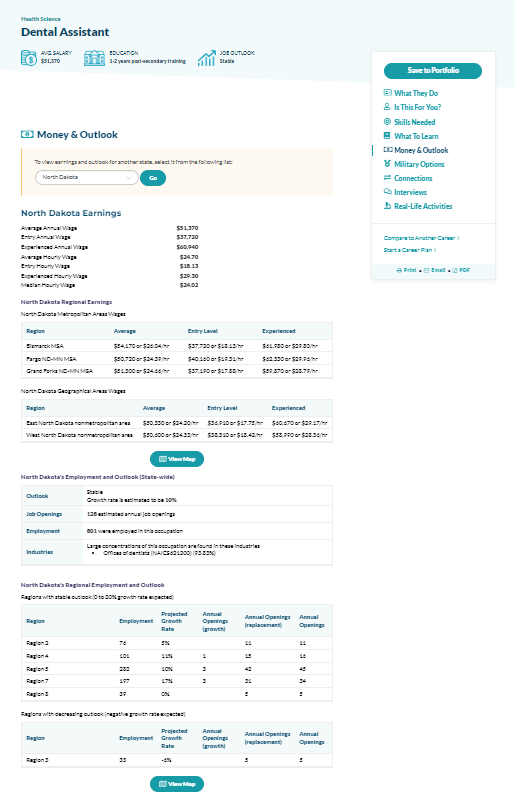 Health Science
Dental Assistant
AVG. SALARY
$51,370
EDUCATION
1-2 years post-secondary training
JOB OUTLOOK
Stable
Save to Portfolio
What They Do
Is This For You?
Skills Needed
What To Learn
Money & Outlook
Military Options
Connections
Interviews
Real-Life Activities
Compare to Another Career >
Start a Career Plan >
Print • Email • PDF
Money & Outlook
To view earnings and outlook for another state, select it from the following list:
North Dakota Go
North Dakota Earnings
Average Annual Wage $51,370
Entry Annual Wage $37,720
Experienced Annual Wage $60,940
Average Hourly Wage $24.70
Entry Hourly Wage $18.13
Experienced Hourly Wage $29.30
Median Hourly Wage $24.02
North Dakota Regional Earnings
North Dakota Metropolitan Areas Wages
Region Average Entry Level Experienced
Bismarck MSA $54,170 or $26.04/hr $37,720 or $18.13/hr $61,980 or $29.80/hr
Fargo ND-MN MSA $50,720 or $24.39/hr $40,160 or $19.31/hr $62,330 or $29.96/hr
Grand Forks ND-MN MSA $51,300 or $24.66/hr $37,190 or $17.88/hr $59,870 or $28.79/hr
North Dakota Geographical Areas Wages
Region Average Entry Level Experienced
East North Dakota nonmetropolitan area $50,330 or $24.20/hr $36,910 or $17.75/hr $60,670 or $29.17/hr
West North Dakota nonmetropolitan area $50,600 or $24.33/hr $38,310 or $18.42/hr $58,990 or $28.36/hr
View Map
North Dakota's Employment and Outlook (State-wide)
Outlook Stable
Growth rate is estimated to be 10%
Job Openings 128 estimated annual job openings
Employment 801 were employed in this occupation
Industries Large concentrations of this occupation are found in these industries
• Offices of dentists (NAICS 621200) (93.83%)
North Dakota's Regional Employment and Outlook
Regions with stable outlook (0 to 20% growth rate expected)
Region Employment Projected Growth Rate Annual Openings (growth) Annual Openings (replacement) Annual Openings
Region 2 76 5% 11 11
Region 4 101 11% 1 15 16
Region 5 282 10% 3 42 45
Region 7 197 17% 3 31 34
Region 8 39 0% 5 5
Regions with decreasing outlook (negative growth rate expected)
Region Employment Projected Growth Rate Annual Openings (growth) Annual Openings (replacement) Annual Openings
Region 3 33 -6% 5 5
View Map